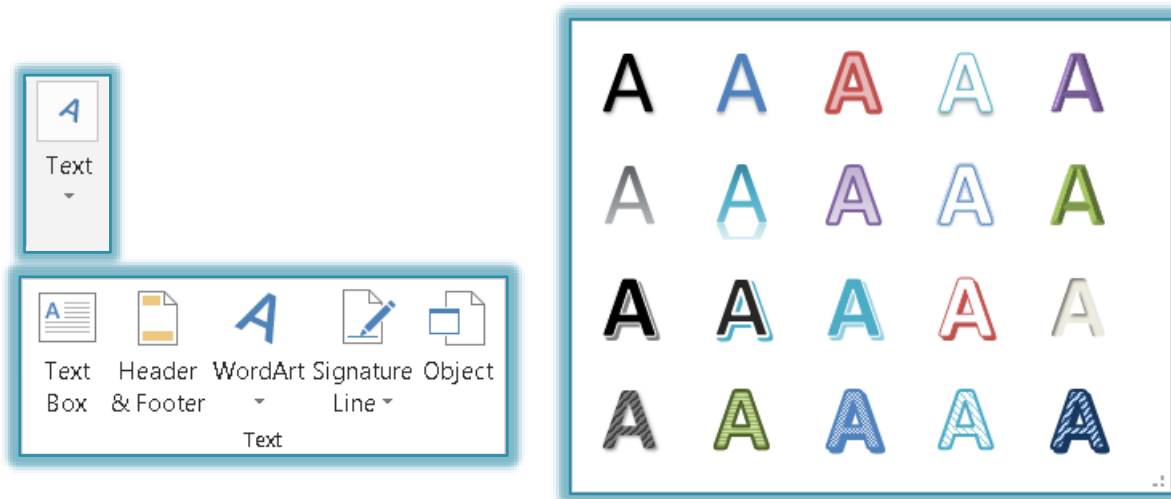 Text
Text Box
Header & Footer
WordArt
Signature Line
Object
Text
A A A A A
A A A A A
A A A A A
A A A A A